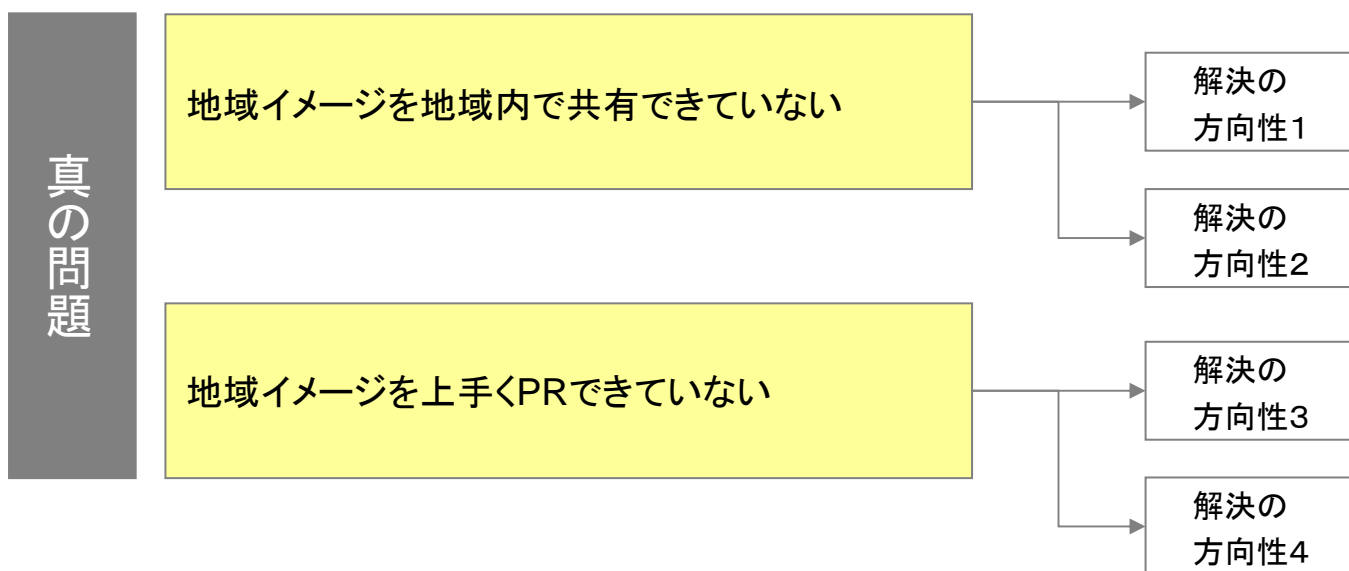 真の問題
地域イメージを地域内で共有できていない
解決の
方向性1
解決の
方向性2
地域イメージを上手くPRできていない
解決の
方向性3
解決の
方向性4